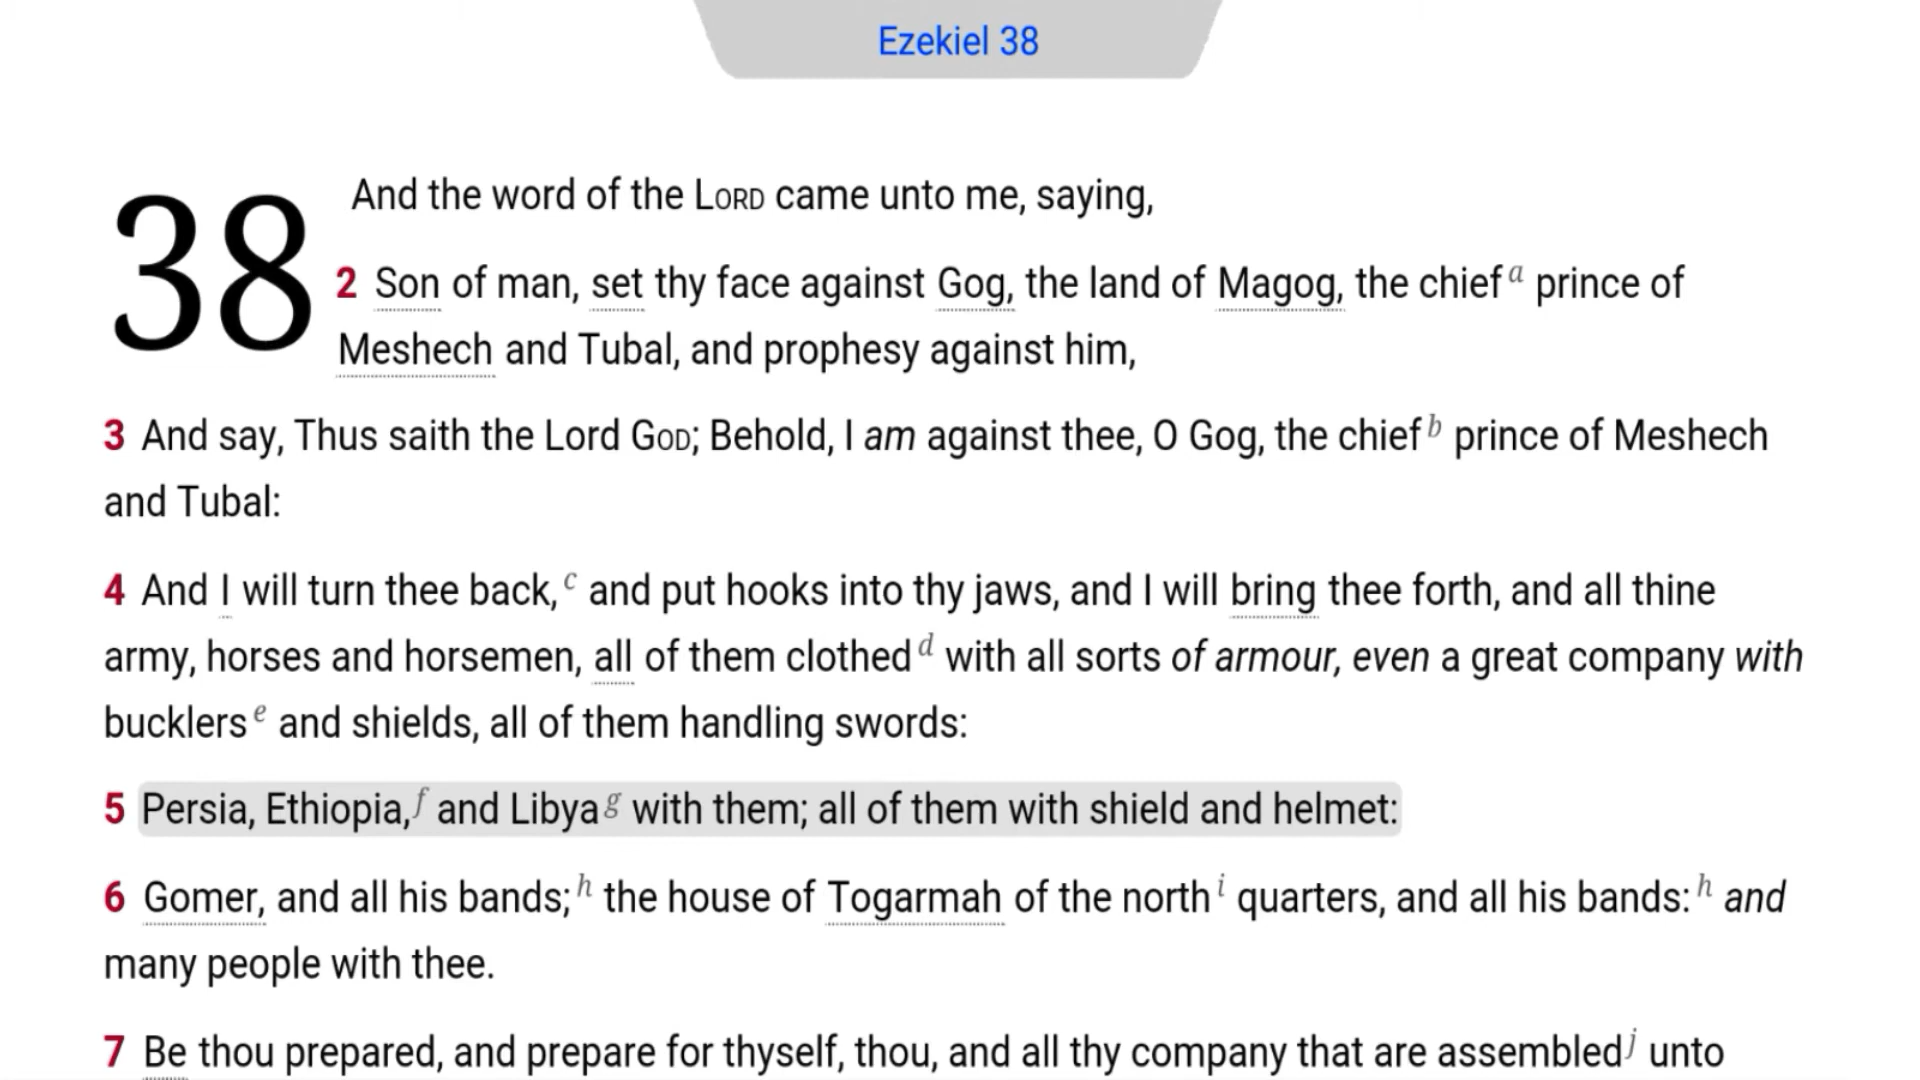 Ezekiel 38
38 And the word of the LORD came unto me, saying,
2 Son of man, set thy face against Gog, the land of Magog, the chief a prince of
Meshech and Tubal, and prophesy against him,
3 And say, Thus saith the Lord GOD; Behold, I am against thee, O Gog, the chief b prince of Meshech
and Tubal:
4 And I will turn thee back, c and put hooks into thy jaws, and I will bring thee forth, and all thine
army, horses and horsemen, all of them clothed d with all sorts of armour, even a great company with
bucklers e and shields, all of them handling swords:
5 Persia, Ethiopia, f and Libya g with them; all of them with shield and helmet:
6 Gomer, and all his bands; h the house of Togarmah of the north i quarters, and all his bands: h and
many people with thee.
7 Be thou prepared, and prepare for thyself, thou, and all thy company that are assembled j unto